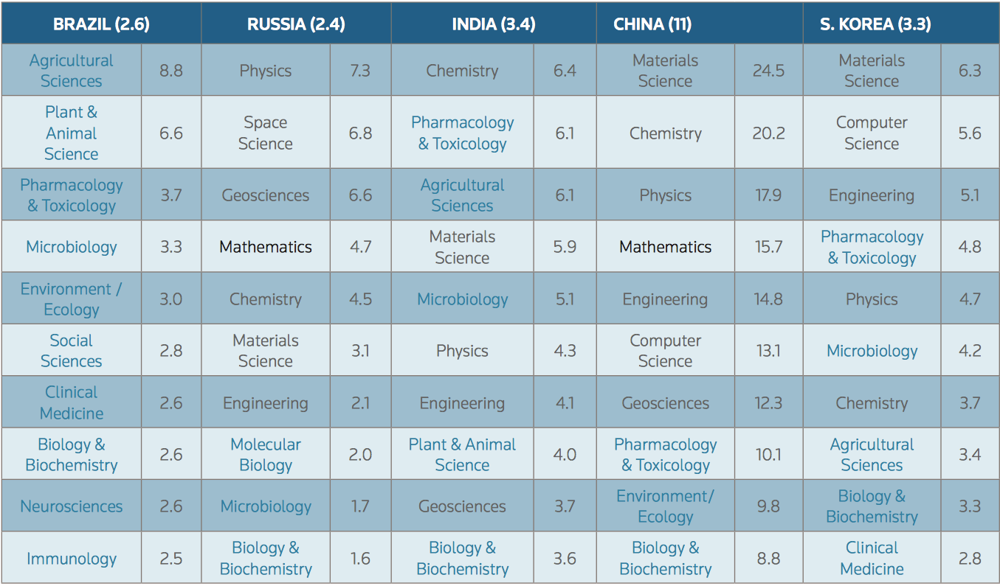 BRAZIL (2.6) RUSSIA (2.4) INDIA (3.4) CHINA (11) S. KOREA (3.3)
Agricultural Sciences 8.8 Physics 7.3 Chemistry 6.4 Materials Science 24.5 Materials Science 6.3
Plant & Animal Science 6.6 Space Science 6.8 Pharmacology & Toxicology 6.1 Chemistry 20.2 Computer Science 5.6
Pharmacology & Toxicology 3.7 Geosciences 6.6 Agricultural Sciences 6.1 Physics 17.9 Engineering 5.1
Microbiology 3.3 Mathematics 4.7 Materials Science 5.9 Mathematics 15.7 Pharmacology & Toxicology 4.8
Environment / Ecology 3.0 Chemistry 4.5 Microbiology 5.1 Engineering 14.8 Physics 4.7
Social Sciences 2.8 Materials Science 3.1 Physics 4.3 Computer Science 13.1 Microbiology 4.2
Clinical Medicine 2.6 Engineering 2.1 Engineering 4.1 Geosciences 12.3 Chemistry 3.7
Biology & Biochemistry 2.6 Molecular Biology 2.0 Plant & Animal Science 4.0 Pharmacology & Toxicology 10.1 Agricultural Sciences 3.4
Neurosciences 2.6 Microbiology 1.7 Geosciences 3.7 Environment/ Ecology 9.8 Biology & Biochemistry 3.3
Immunology 2.5 Biology & Biochemistry 1.6 Biology & Biochemistry 3.6 Biology & Biochemistry 8.8 Clinical Medicine 2.8